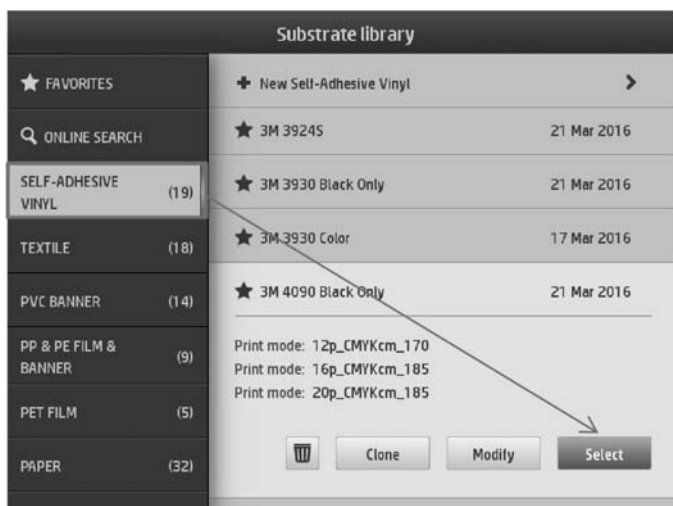 Substrate library
FAVORITES
ONLINE SEARCH
SELF-ADHESIVE
VINYL (19)
TEXTILE (18)
PVC BANNER (14)
PP & PE FILM &
BANNER (9)
PET FILM (5)
PAPER (32)
New Self-Adhesive Vinyl
3M 3924S 21 Mar 2016
3M 3930 Black Only 21 Mar 2016
3M 3930 Color 17 Mar 2016
3M 4090 Black Only 21 Mar 2016
Print mode: 12p_CMYKcm_170
Print mode: 16p_CMYKcm_185
Print mode: 20p_CMYKcm_185
Clone Modify Select